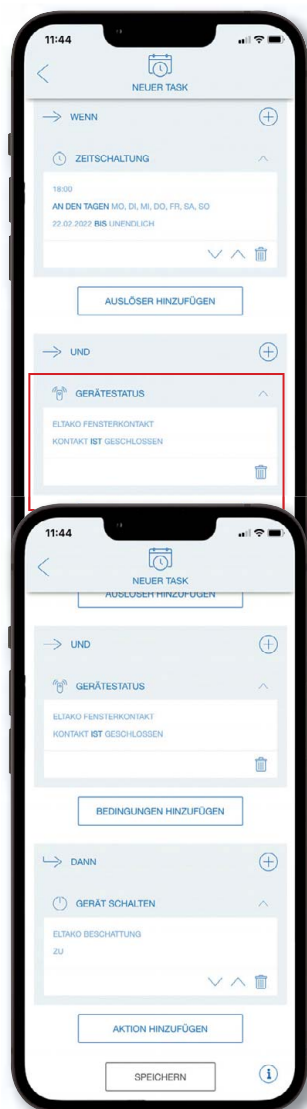 11:44
NEUER TASK
WENN
ZEITSCHALTUNG
18:00
AN DEN TAGEN MO, DI, MI, DO, FR, SA, SO
22.02.2022 BIS UNENDLICH
AUSLÖSER HINZUFÜGEN
UND
GERÄTESTATUS
ELTAKO FENSTERKONTAKT
KONTAKT IST GESCHLOSSEN
11:44
NEUER TASK
AUSLÖSER HINZUFÜGEN
UND
GERÄTESTATUS
ELTAKO FENSTERKONTAKT
KONTAKT IST GESCHLOSSEN
BEDINGUNGEN HINZUFÜGEN
DANN
GERÄT SCHALTEN
ELTAKO BESCHATTUNG
ZU
AKTION HINZUFÜGEN
SPEICHERN